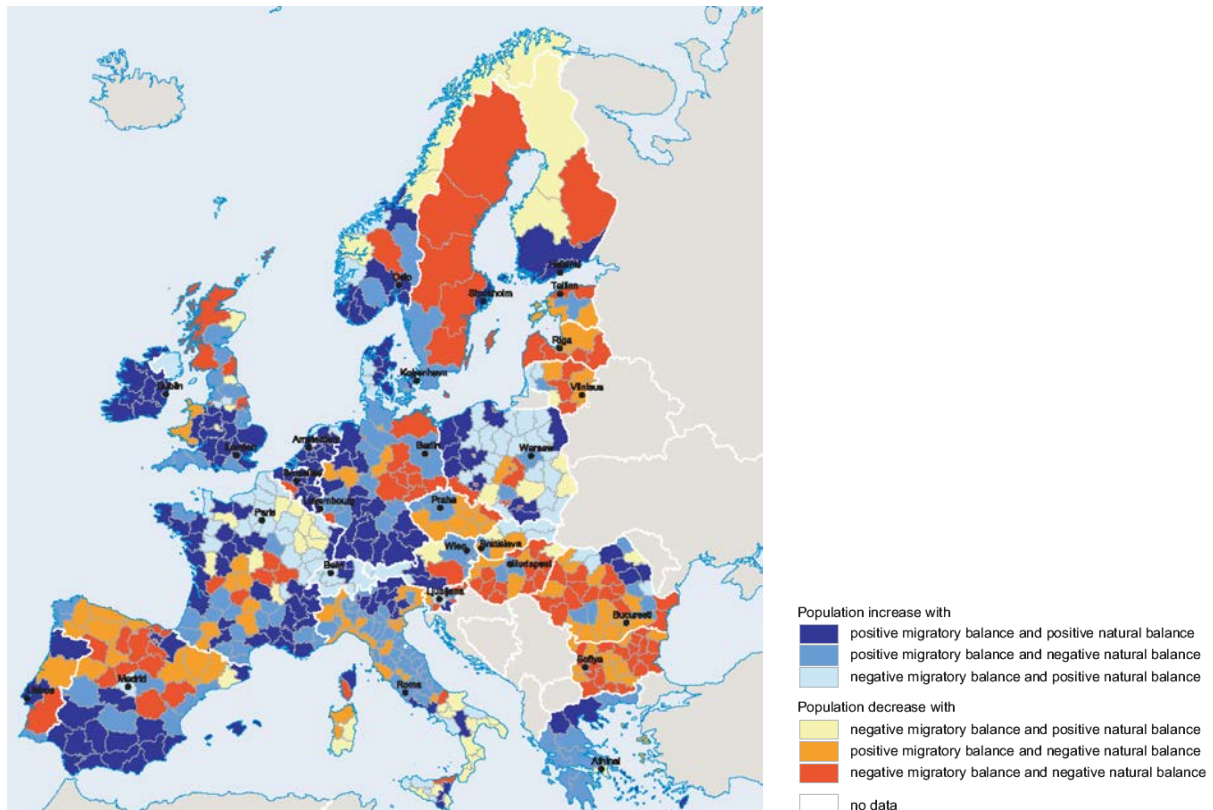 Oslo
Helsinki
Tallinn
Stockholm
Riga
København
Vilnius
Dublin
London
Amsterdam
Berlin
Warsaw
Luxembourg
Praha
Paris
Wien
Bratislava
Budapest
Bern
Ljubljana
Bucuresti
Sofiya
Roma
Madrid
Lisboa
Athinai
Population increase with
positive migratory balance and positive natural balance
positive migratory balance and negative natural balance
negative migratory balance and positive natural balance
Population decrease with
negative migratory balance and positive natural balance
positive migratory balance and negative natural balance
negative migratory balance and negative natural balance
no data